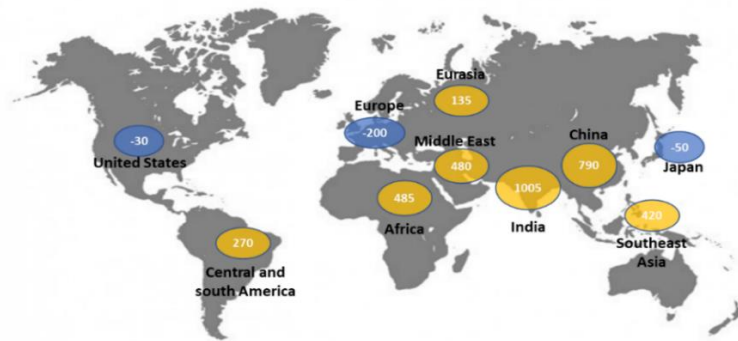 Eurasia
135
Europe
-200
-30
United States
Middle East
480
China
790
-50
Japan
1005
India
485
Africa
420
Southeast
Asia
270
Central and
south America